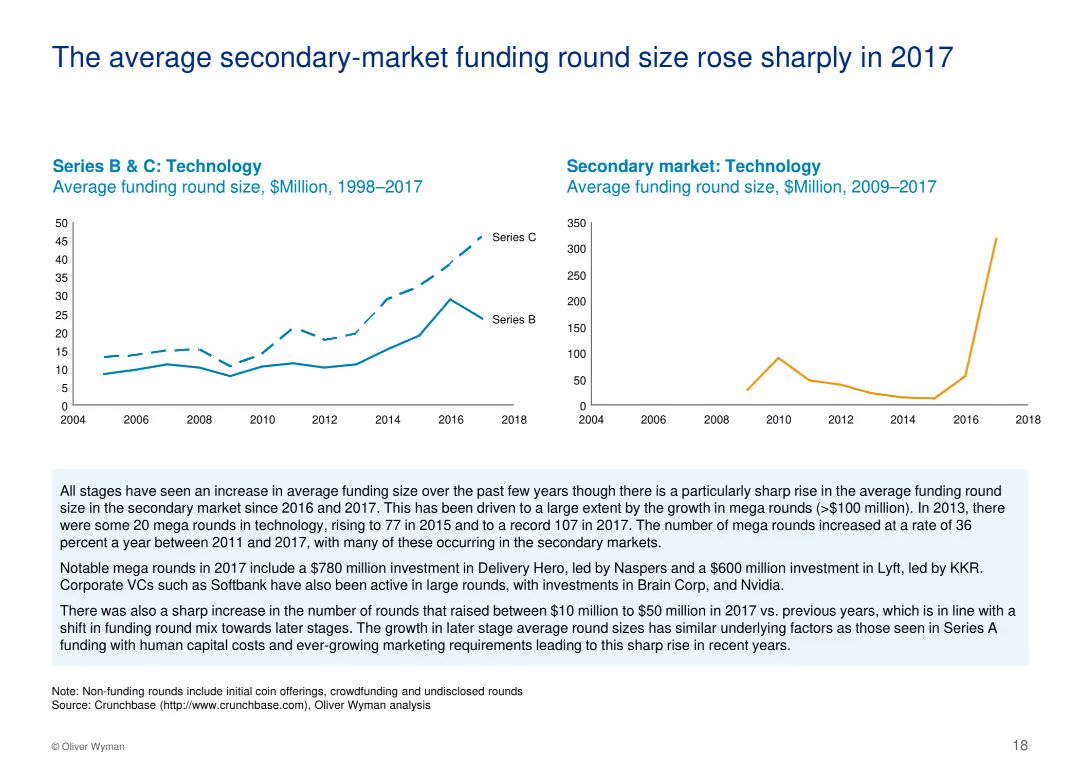 The average secondary-market funding round size rose sharply in 2017
Series B & C: Technology
Average funding round size, $Million, 1998–2017
50
45
40
35
30
25
20
15
10
5
0
2004
2006
2008
2010
2012
2014
2016
2018
Series C
Series B
Secondary market: Technology
Average funding round size, $Million, 2009–2017
350
300
250
200
150
100
50
0
2004
2006
2008
2010
2012
2014
2016
2018
All stages have seen an increase in average funding size over the past few years though there is a particularly sharp rise in the average funding round
size in the secondary market since 2016 and 2017. This has been driven to a large extent by the growth in mega rounds (>$100 million). In 2013, there
were some 20 mega rounds in technology, rising to 77 in 2015 and to a record 107 in 2017. The number of mega rounds increased at a rate of 36
percent a year between 2011 and 2017, with many of these occurring in the secondary markets.
Notable mega rounds in 2017 include a $780 million investment in Delivery Hero, led by Naspers and a $600 million investment in Lyft, led by KKR.
Corporate VCs such as Softbank have also been active in large rounds, with investments in Brain Corp, and Nvidia.
There was also a sharp increase in the number of rounds that raised between $10 million to $50 million in 2017 vs. previous years, which is in line with a
shift in funding round mix towards later stages. The growth in later stage average round sizes has similar underlying factors as those seen in Series A
funding with human capital costs and ever-growing marketing requirements leading to this sharp rise in recent years.
Note: Non-funding rounds include initial coin offerings, crowdfunding and undisclosed rounds
Source: Crunchbase (http://www.crunchbase.com), Oliver Wyman analysis
© Oliver Wyman
18